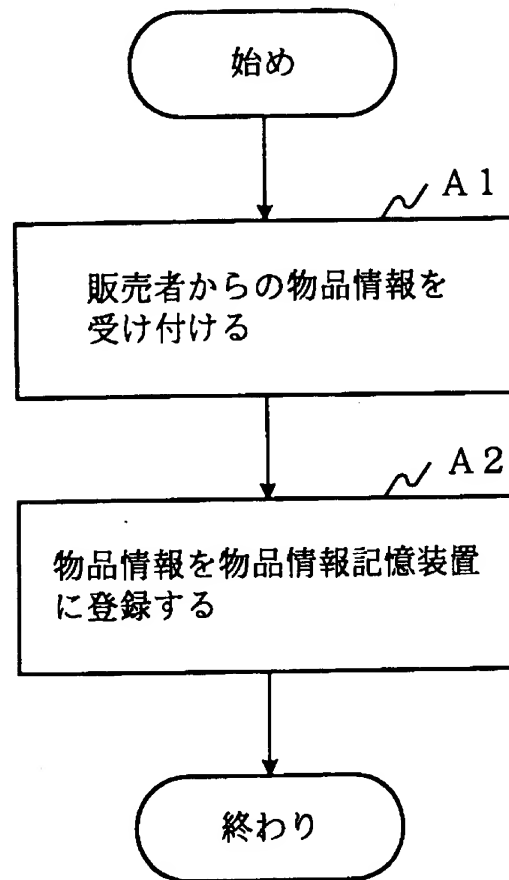 始め
A1
販売者からの物品情報を
受け付ける
A2
物品情報を物品情報記憶装置
に登録する
終わり